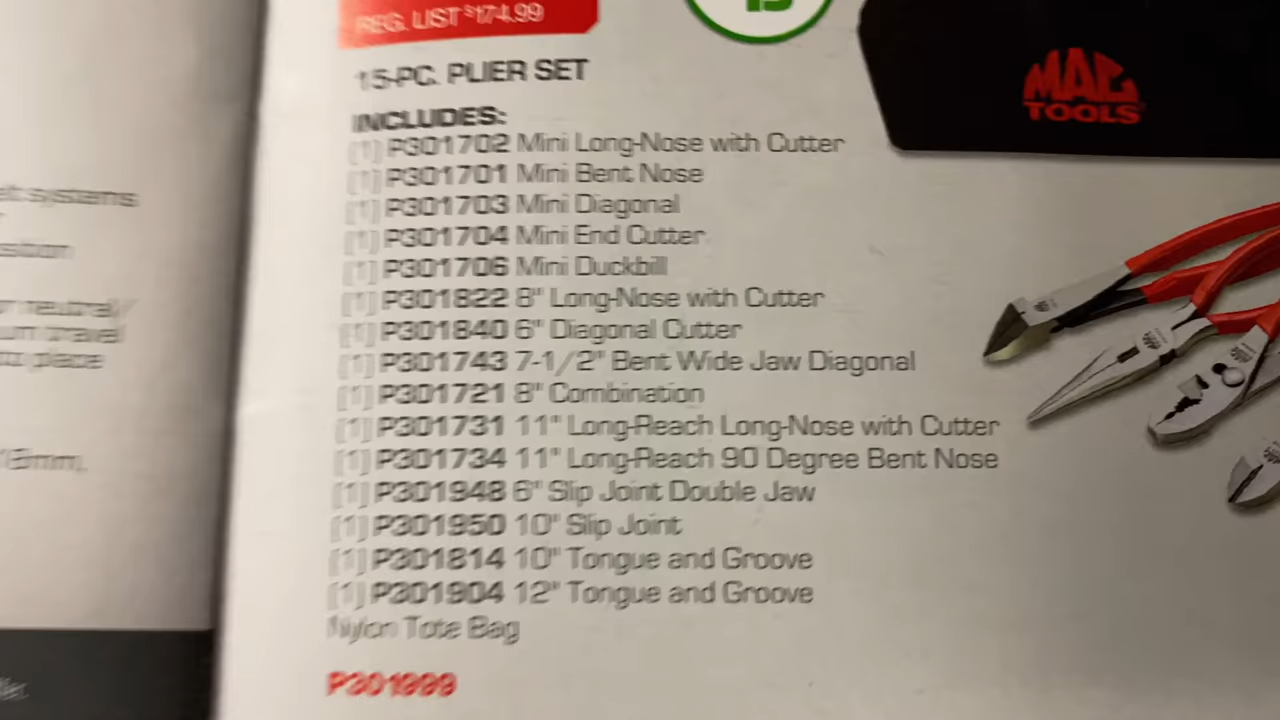 REG. LIST $174.99
15
15-PC. PLIER SET
MAC
TOOLS
INCLUDES:
[1] P301702 Mini Long-Nose with Cutter
[1] P301701 Mini Bent Nose
[1] P301703 Mini Diagonal
[1] P301704 Mini End Cutter
[1] P301706 Mini Duckbill
[1] P301822 8" Long-Nose with Cutter
[1] P301840 6" Diagonal Cutter
[1] P301743 7-1/2" Bent Wide Jaw Diagonal
[1] P301721 8" Combination
[1] P301731 11" Long-Reach Long-Nose with Cutter
[1] P301734 11" Long-Reach 90 Degree Bent Nose
[1] P301948 6" Slip Joint Double Jaw
[1] P301950 10" Slip Joint
[1] P301814 10" Tongue and Groove
[1] P301904 12" Tongue and Groove
Nylon Tote Bag
P301999
systems
neutral/
place
18mm,